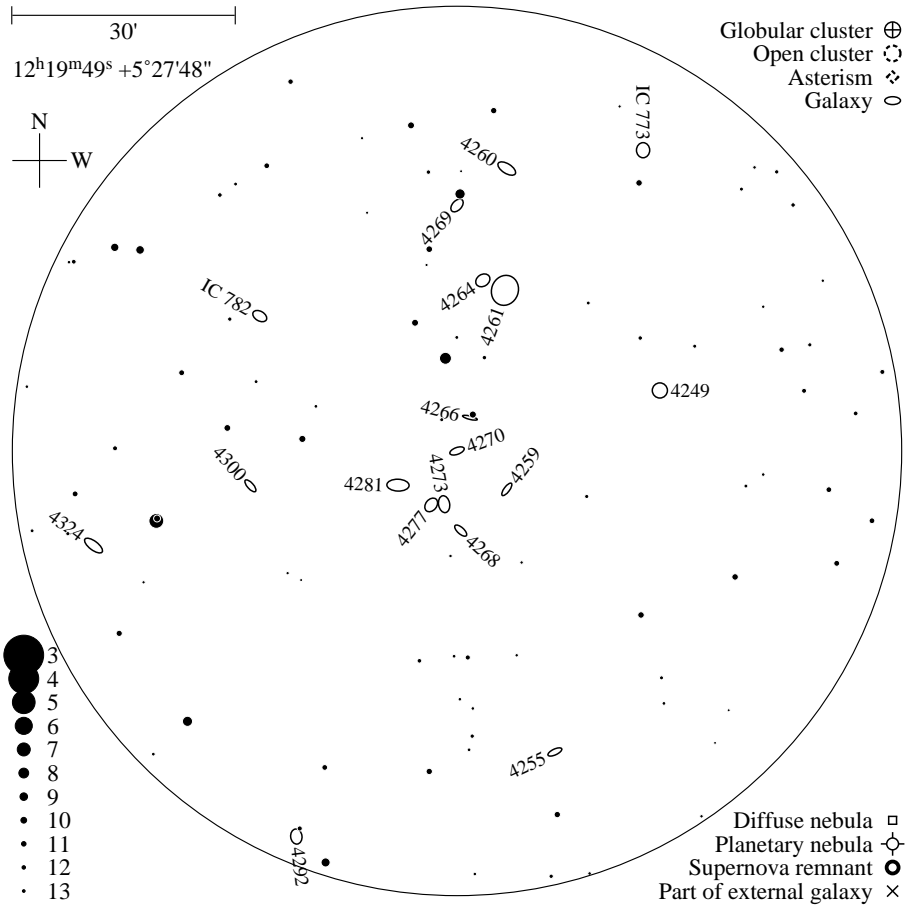 30'
12h19m49s +5°27'48"
N
W
Globular cluster
Open cluster
Asterism
Galaxy
IC 773
4260
4269
4264
4261
IC 782
4249
4266
4270
4273
4259
4281
4300
4277
4268
4324
4255
4292
3
4
5
6
7
8
9
10
11
12
13
Diffuse nebula
Planetary nebula
Supernova remnant
Part of external galaxy